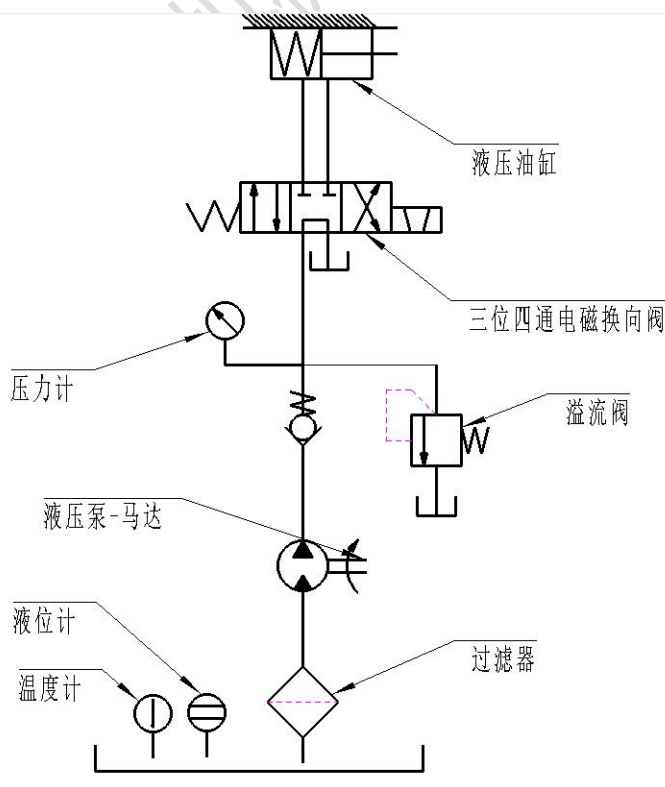 液压油缸
三位四通电磁换向阀
压力计
溢流阀
液压泵-马达
液位计
过滤器
温度计